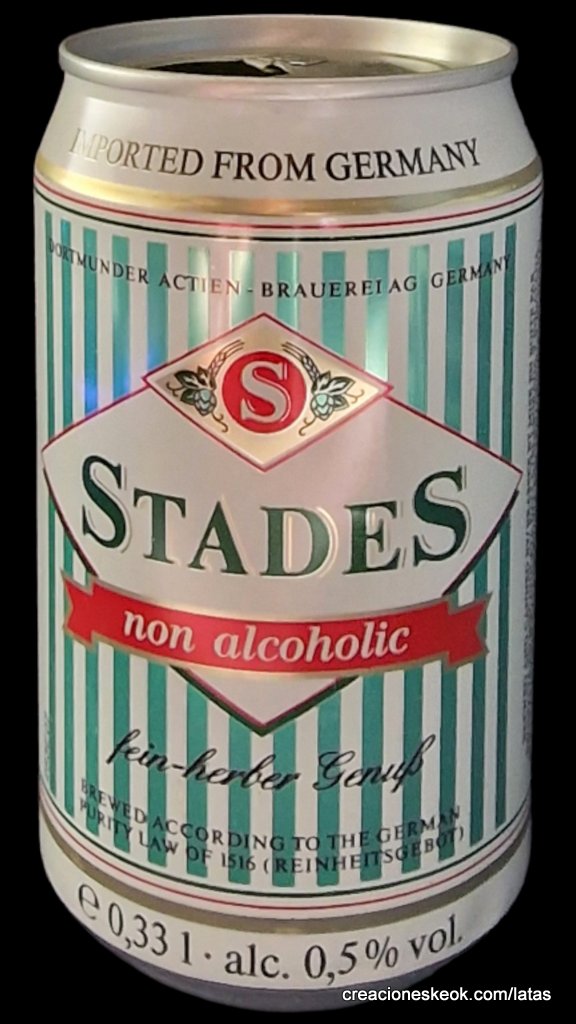 IMPORTED FROM GERMANY
DORTMUNDER ACTIEN - BRAUEREI AG GERMANY
S
STADES
non alcoholic
fein-herber Genuß
BREWED ACCORDING TO THE GERMAN
PURITY LAW OF 1516 (REINHEITSGEBOT)
℮ 0,33 l · alc. 0,5% vol.
creacioneskeok.com/latas